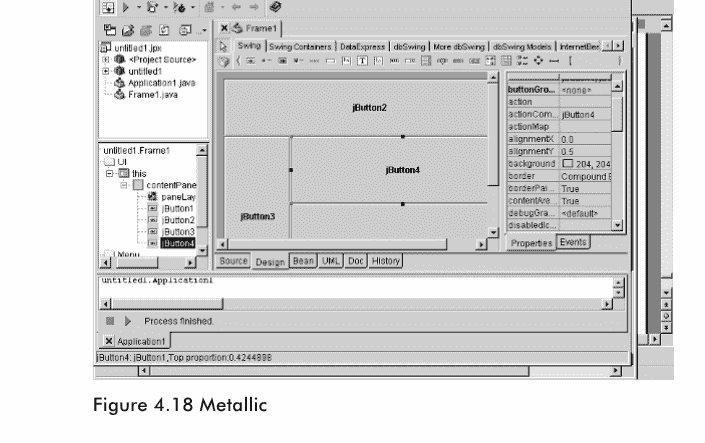 Frame1
untitled1.jpx
<Project Source>
untitled1
Application1.java
Frame1.java
Swing Swing Containers DataExpress dbSwing More dbSwing dbSwing Models
jButton2
jButton4
jButton3
buttonGro... <none>
action
actionCom... jButton4
actionMap
alignmentX 0.0
alignmentY 0.5
background 204, 204
border Compound B
borderPai... True
contentAre... True
debugGra... <default>
disabledIc...
Properties Events
untitled1.Frame1
UI
this
contentPane
paneLay
jButton1
jButton2
jButton3
jButton4
Menu
Source Design Bean UML Doc History
untitled1.Application1
Process finished.
Application1
jButton4: jButton1,Top proportion:0.4244898
Figure 4.18 Metallic